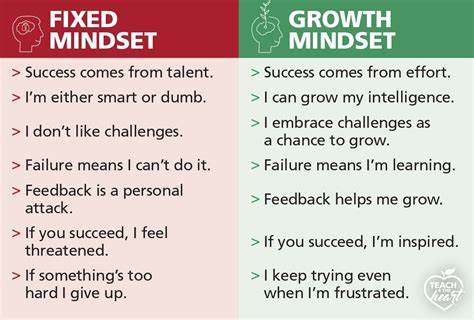 FIXED
MINDSET
> Success comes from talent.
> I'm either smart or dumb.
> I don't like challenges.
> Failure means I can't do it.
> Feedback is a personal
attack.
> If you succeed, I feel
threatened.
> If something's too
hard I give up.
GROWTH
MINDSET
> Success comes from effort.
> I can grow my intelligence.
> I embrace challenges as
a chance to grow.
> Failure means I'm learning.
> Feedback helps me grow.
> If you succeed, I'm inspired.
> I keep trying even
when I'm frustrated.
TEACH
heart